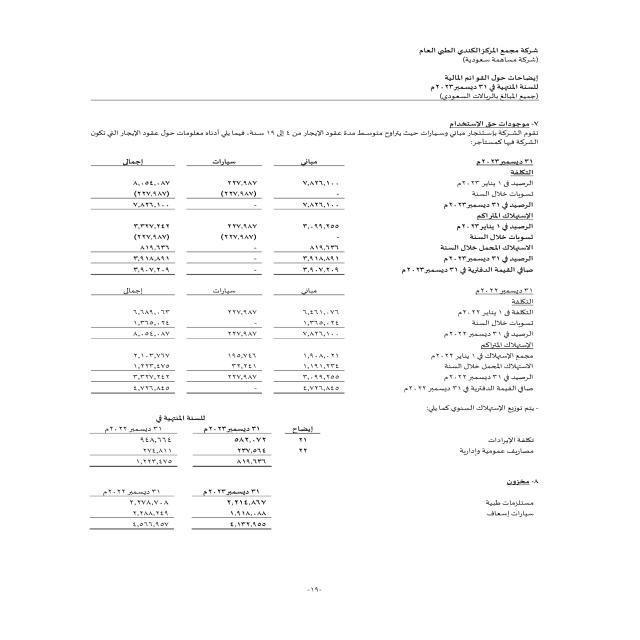 شركة مجمع المركز الكندي الطبي العام
(شركة مساهمة سعودية)
إيضاحات حول القوائم المالية
للسنة المنتهية في ٣١ ديسمبر ٢٠٢٣م
(جميع المبالغ بالريالات السعودي)
٧- موجودات حق الإستخدام
تقوم الشركة بإستئجار مباني وسيارات حيث يتراوح متوسط مدة عقود الإيجار من ٤ إلى ١٩ سنة، فيما يلي أدناه معلومات حول عقود الإيجار التي تكون
الشركة فيها كمستأجر:
٣١ ديسمبر ٢٠٢٣م مباني سيارات إجمالي
التكلفة
الرصيد في ١ يناير ٢٠٢٣م ٧,٨٢٦,١٠٠ ٢٢٧,٩٨٧ ٨,٠٥٤,٠٨٧
تسويات خلال السنة - (٢٢٧,٩٨٧) (٢٢٧,٩٨٧)
الرصيد في ٣١ ديسمبر ٢٠٢٣م ٧,٨٢٦,١٠٠ - ٧,٨٢٦,١٠٠
الإستهلاك المتراكم
الرصيد في ١ يناير ٢٠٢٣م ٣,٠٩٩,٢٥٥ ٢٢٧,٩٨٧ ٣,٣٢٧,٢٤٢
تسويات خلال السنة - (٢٢٧,٩٨٧) (٢٢٧,٩٨٧)
الاستهلاك المحمل خلال السنة ٨١٩,٦٣٦ - ٨١٩,٦٣٦
الرصيد في ٣١ ديسمبر ٢٠٢٣م ٣,٩١٨,٨٩١ - ٣,٩١٨,٨٩١
صافي القيمة الدفترية في ٣١ ديسمبر ٢٠٢٣م ٣,٩٠٧,٢٠٩ - ٣,٩٠٧,٢٠٩
٣١ ديسمبر ٢٠٢٢م مباني سيارات إجمالي
التكلفة
التكلفة في ١ يناير ٢٠٢٢م ٦,٤٦١,٠٧٦ ٢٢٧,٩٨٧ ٦,٦٨٩,٠٦٣
تسويات خلال السنة ١,٣٦٥,٠٢٤ - ١,٣٦٥,٠٢٤
الرصيد في ٣١ ديسمبر ٢٠٢٢م ٧,٨٢٦,١٠٠ ٢٢٧,٩٨٧ ٨,٠٥٤,٠٨٧
الإستهلاك المتراكم
مجمع الإستهلاك في ١ يناير ٢٠٢٢م ١,٩٠٨,٠٢١ ١٩٥,٧٤٦ ٢,١٠٣,٧٦٧
الاستهلاك المحمل خلال السنة ١,١٩١,٢٣٤ ٣٢,٢٤١ ١,٢٢٣,٤٧٥
الرصيد في ٣١ ديسمبر ٢٠٢٢م ٣,٠٩٩,٢٥٥ ٢٢٧,٩٨٧ ٣,٣٢٧,٢٤٢
صافي القيمة الدفترية في ٣١ ديسمبر ٢٠٢٢م ٤,٧٢٦,٨٤٥ - ٤,٧٢٦,٨٤٥
- يتم توزيع الإستهلاك السنوي كما يلي:
للسنة المنتهية في
إيضاح ٣١ ديسمبر ٢٠٢٣م ٣١ ديسمبر ٢٠٢٢م
تكلفة الإيرادات ٢١ ٥٨٢,٠٧٢ ٩٤٨,٦٦٤
مصاريف عمومية وإدارية ٢٢ ٢٣٧,٥٦٤ ٢٧٤,٨١١
٨١٩,٦٣٦ ١,٢٢٣,٤٧٥
٨- مخزون
٣١ ديسمبر ٢٠٢٣م ٣١ ديسمبر ٢٠٢٢م
مستلزمات طبية ٢,٢١٤,٨٦٧ ٢,٢٧٨,٧٠٨
سيارات إسعاف ١,٩١٨,٠٨٨ ٢,٢٨٨,٢٤٩
٤,١٣٢,٩٥٥ ٤,٥٦٦,٩٥٧
-١٩-